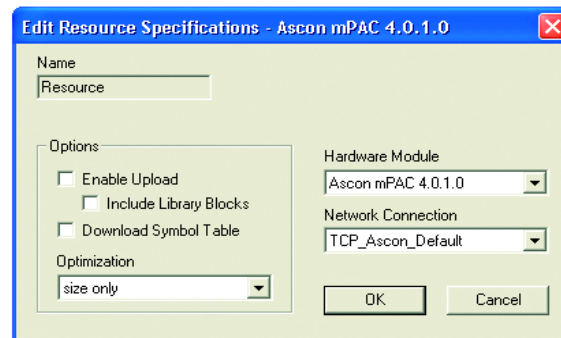 Edit Resource Specifications - Ascon mPAC 4.0.1.0
Name
Resource
Options
Enable Upload
Include Library Blocks
Download Symbol Table
Optimization
size only
Hardware Module
Ascon mPAC 4.0.1.0
Network Connection
TCP_Ascon_Default
OK
Cancel